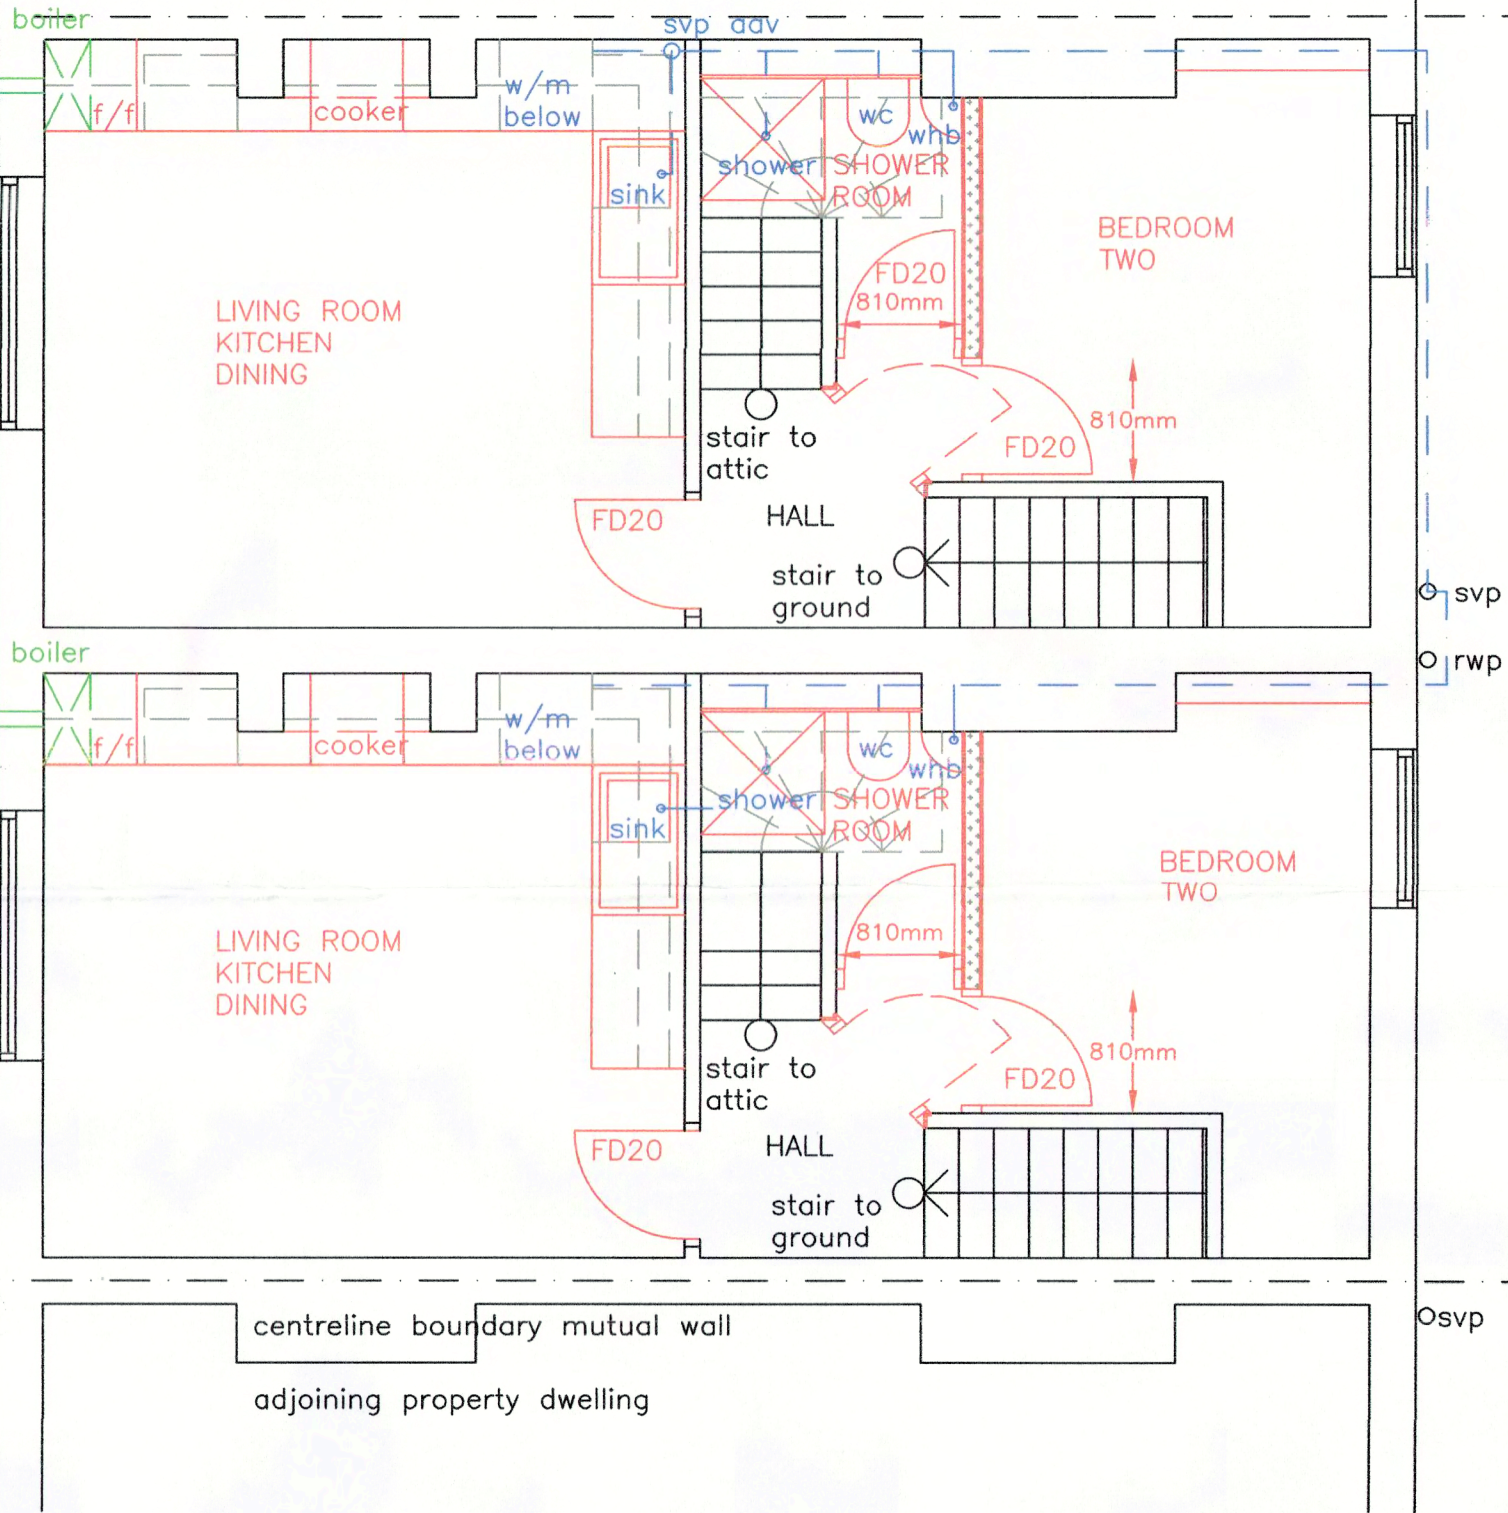 boiler
svp aav
f/f
cooker
w/m
below
sink
shower
wc
whb
SHOWER
ROOM
BEDROOM
TWO
LIVING ROOM
KITCHEN
DINING
FD20
810mm
810mm
FD20
stair to
attic
FD20
HALL
stair to
ground
svp
rwp
boiler
f/f
cooker
w/m
below
sink
shower
wc
whb
SHOWER
ROOM
BEDROOM
TWO
LIVING ROOM
KITCHEN
DINING
810mm
810mm
FD20
stair to
attic
FD20
HALL
stair to
ground
svp
centreline boundary mutual wall
adjoining property dwelling